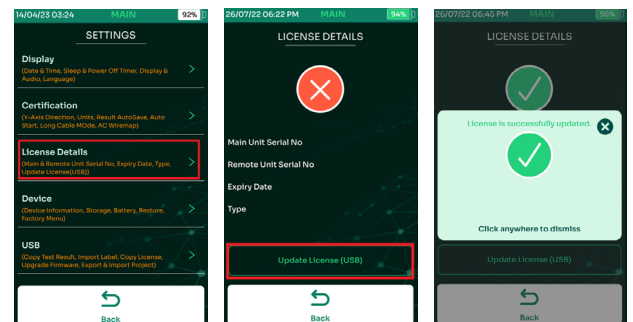 14/04/23 03:24 MAIN 92%
SETTINGS
Display
(Date & Time, Sleep & Power Off Timer, Display &
Audio, Language)
Certification
(Y-Axis Direction, Units, Result AutoSave, Auto
Start, Long Cable MOde, AC Wiremap)
License Details
(Main & Remote Unit Serial No, Expiry Date, Type,
Update License(USB))
Device
(Device Information, Storage, Battery, Restore,
Factory Menu)
USB
(Copy Test Result, Import Label, Copy License,
Upgrade Firmware, Export & Import Project)
Back
26/07/22 06:22 PM MAIN 94%
LICENSE DETAILS
Main Unit Serial No
Remote Unit Serial No
Expiry Date
Type
Update License (USB)
Back
26/07/22 06:45 PM MAIN 96%
LICENSE DETAILS
License is successfully updated.
Click anywhere to dismiss
Update License (USB)
Back